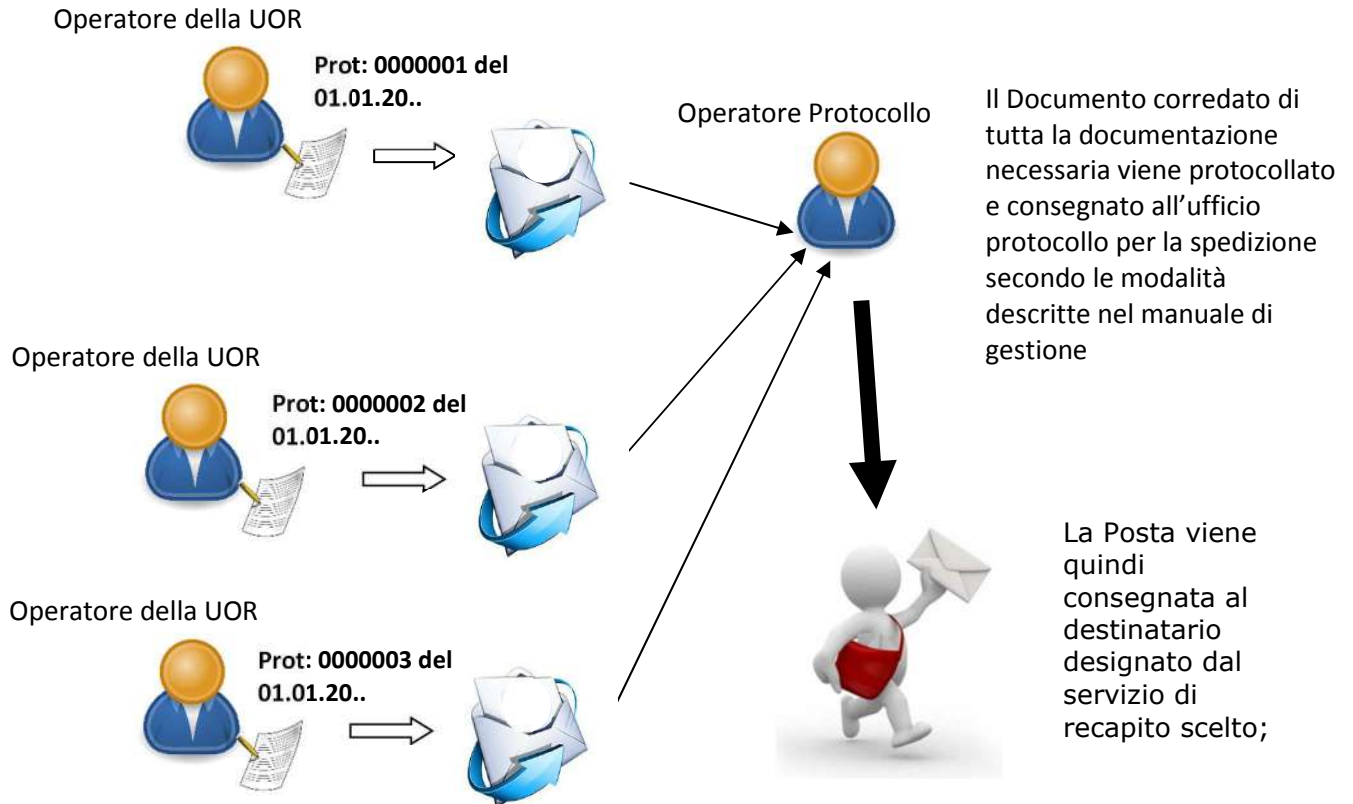 Operatore della UOR
Prot: 0000001 del
01.01.20..
Operatore Protocollo
Il Documento corredato di
tutta la documentazione
necessaria viene protocollato
e consegnato all’ufficio
protocollo per la spedizione
secondo le modalità
descritte nel manuale di
gestione
Operatore della UOR
Prot: 0000002 del
01.01.20..
Operatore della UOR
Prot: 0000003 del
01.01.20..
La Posta viene
quindi
consegnata al
destinatario
designato dal
servizio di
recapito scelto;